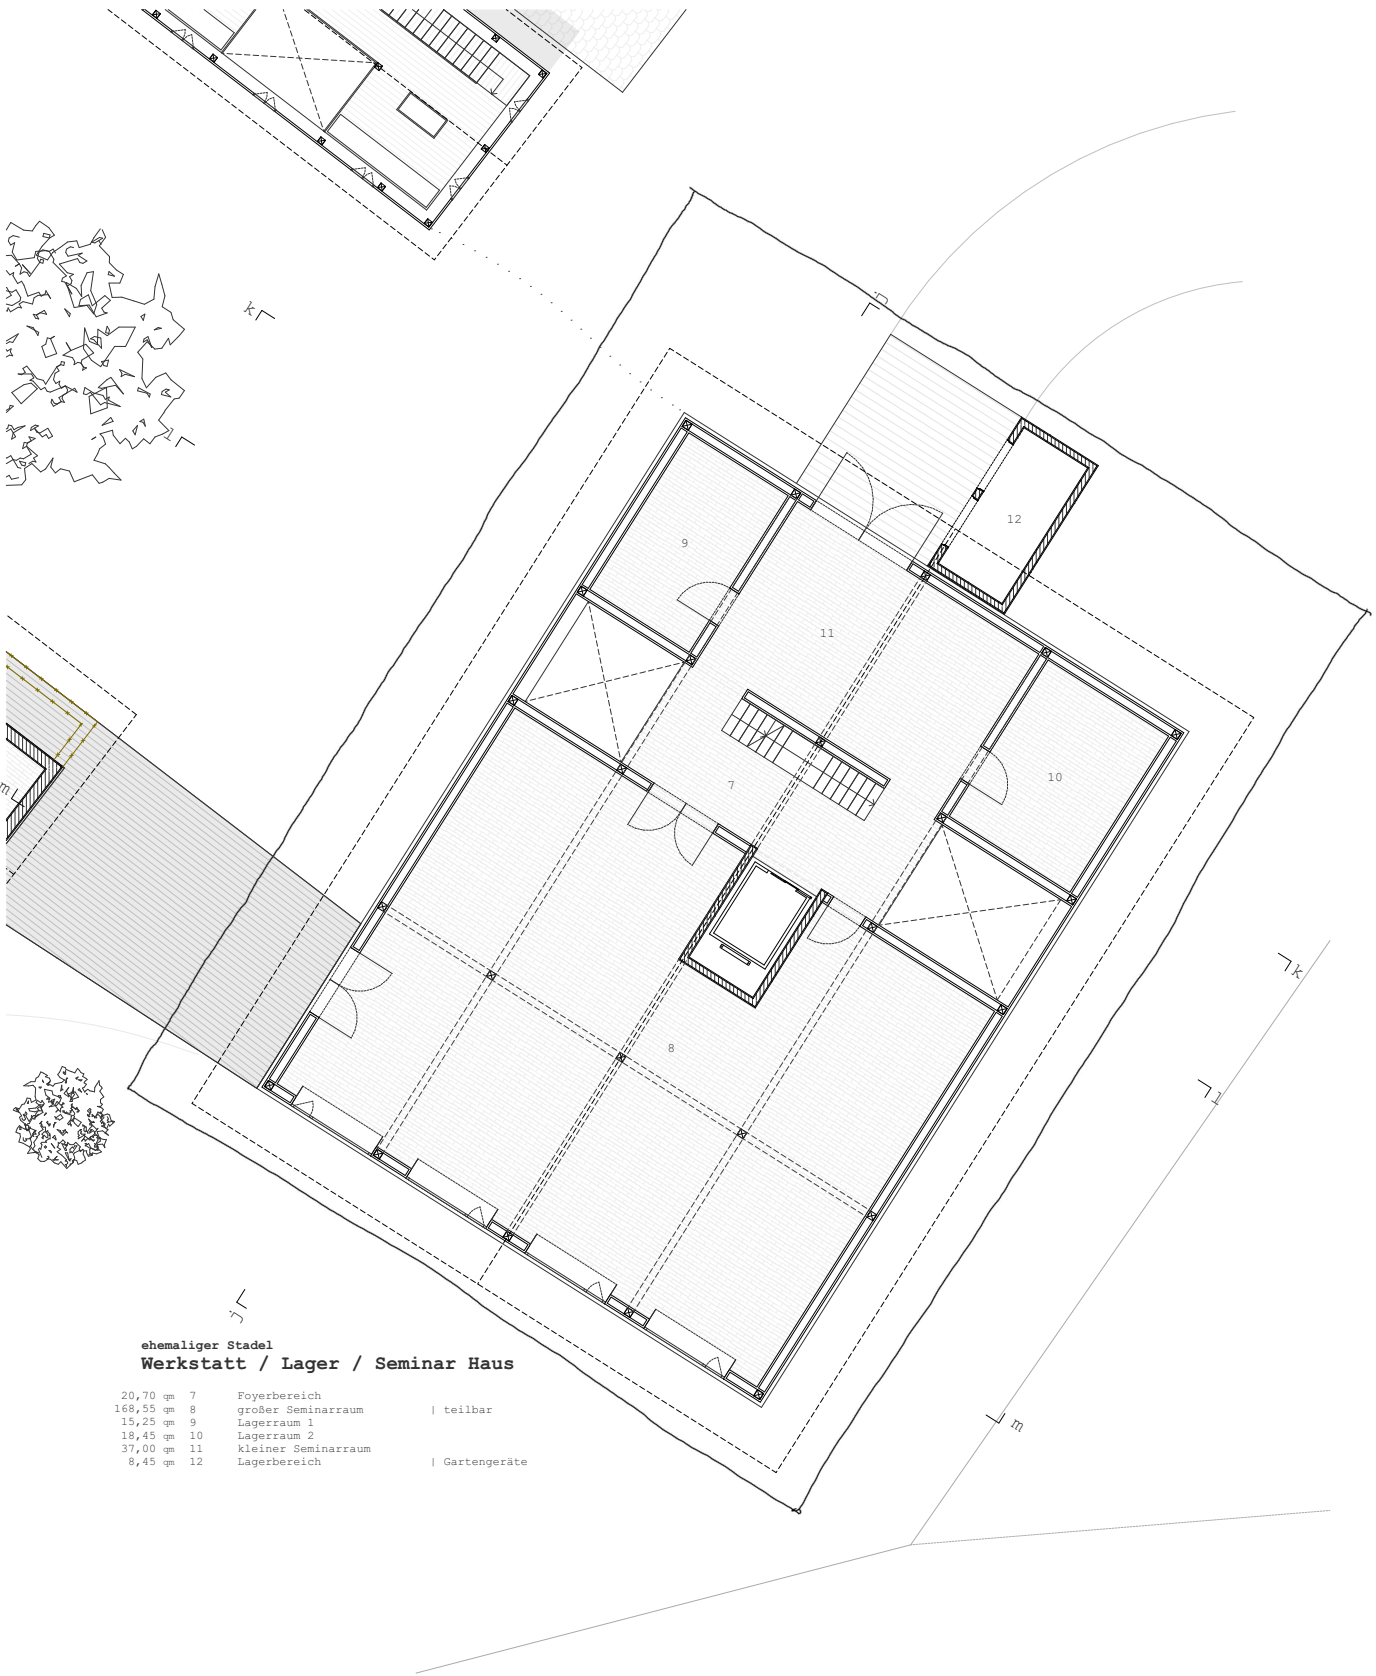 k
j
l
12
9
11
10
7
m
8
k
l
j
m
ehemaliger Stadel
Werkstatt / Lager / Seminar Haus
20,70 qm 7 Foyerbereich
168,55 qm 8 großer Seminarraum | teilbar
15,25 qm 9 Lagerraum 1
18,45 qm 10 Lagerraum 2
37,00 qm 11 kleiner Seminarraum
8,45 qm 12 Lagerbereich | Gartengeräte